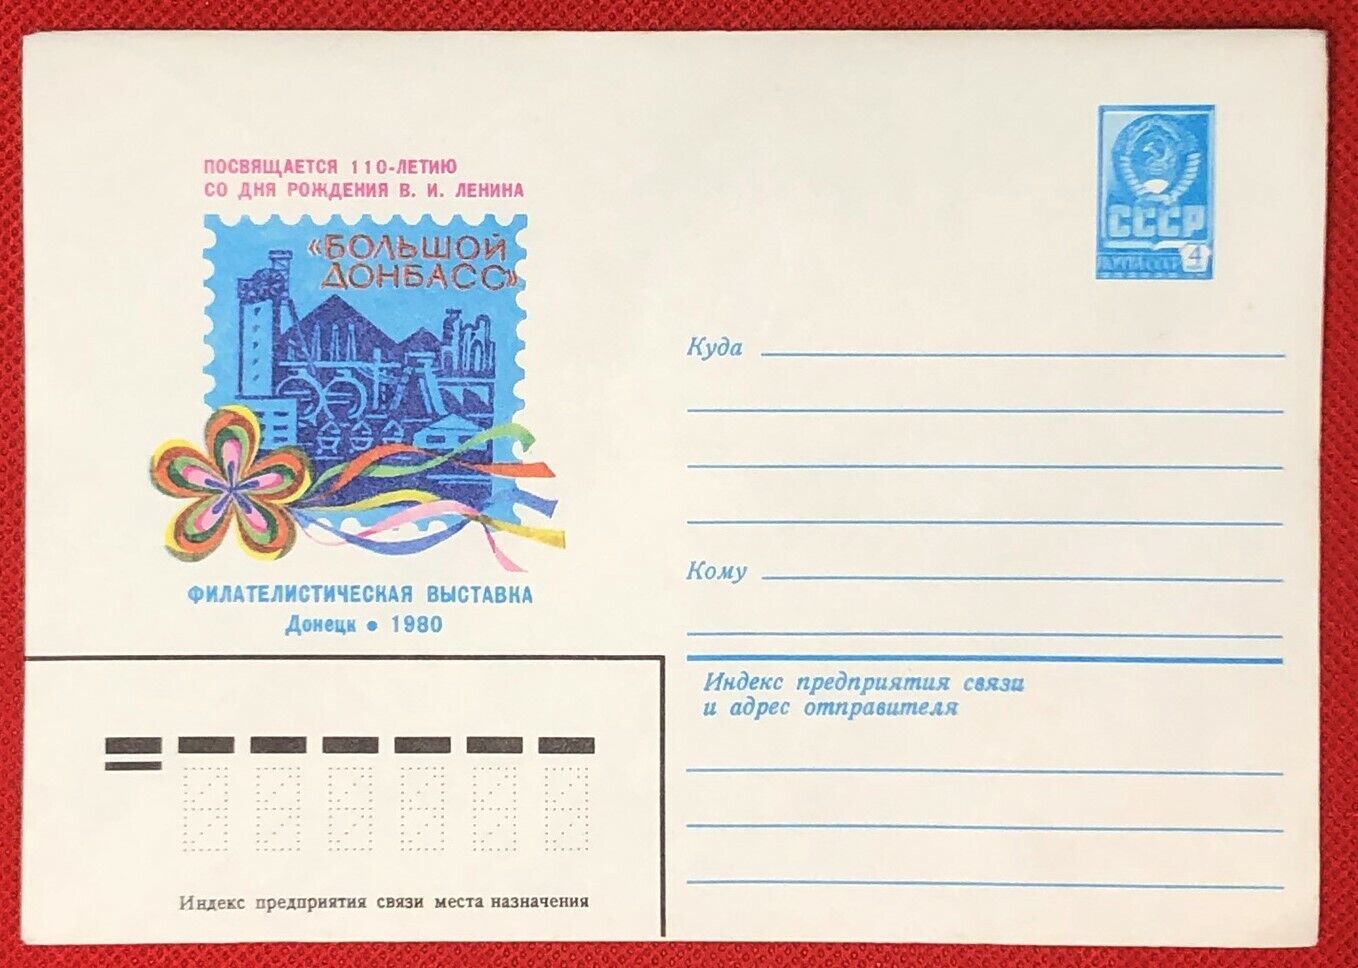 ПОСВЯЩАЕТСЯ 110-ЛЕТИЮ
СО ДНЯ РОЖДЕНИЯ В. И. ЛЕНИНА
«БОЛЬШОЙ
ДОНБАСС»
ФИЛАТЕЛИСТИЧЕСКАЯ ВЫСТАВКА
Донецк • 1980
СССР
4
Куда
Кому
Индекс предприятия связи
и адрес отправителя
Индекс предприятия связи места назначения